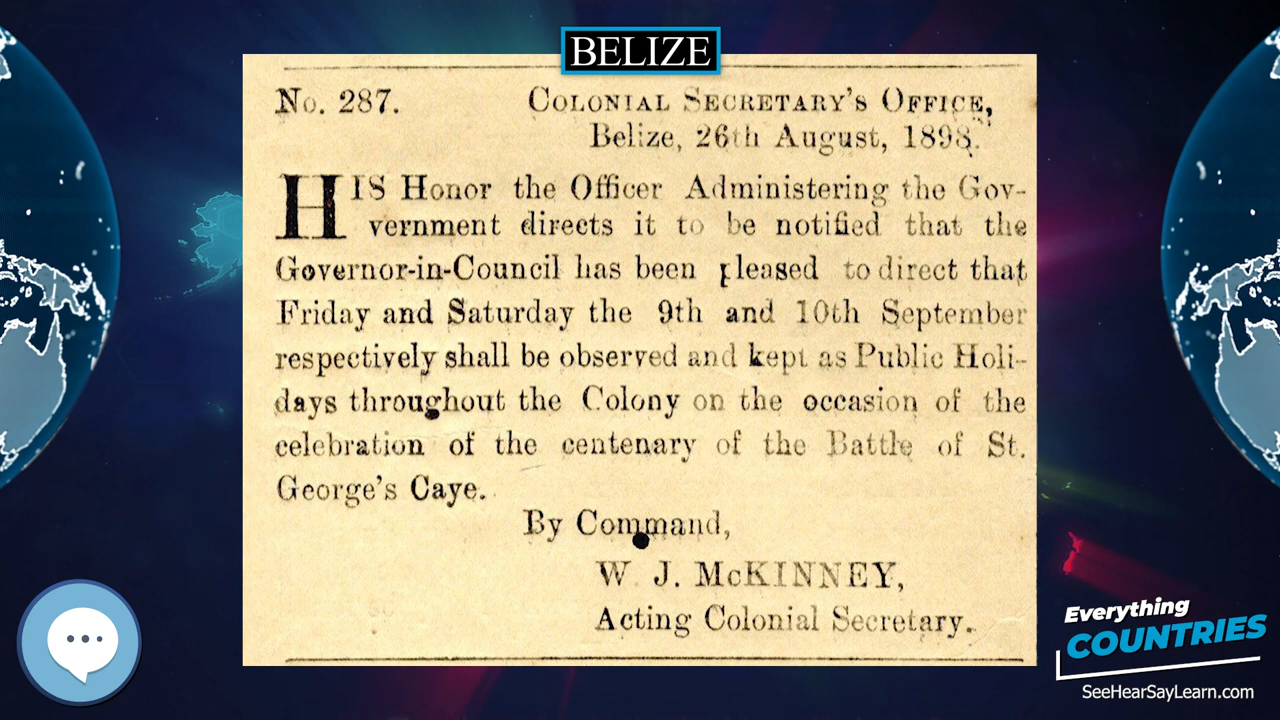 BELIZE
No. 287. COLONIAL SECRETARY'S OFFICE,
Belize, 26th August, 1898.
HIS Honor the Officer Administering the Gov-
vernment directs it to be notified that the
Governor-in-Council has been pleased to direct that
Friday and Saturday the 9th and 10th September
respectively shall be observed and kept as Public Holi-
days throughout the Colony on the occasion of the
celebration of the centenary of the Battle of St.
George's Caye.
By Command,
W. J. McKINNEY,
Acting Colonial Secretary.
Everything
COUNTRIES
SeeHearSayLearn.com